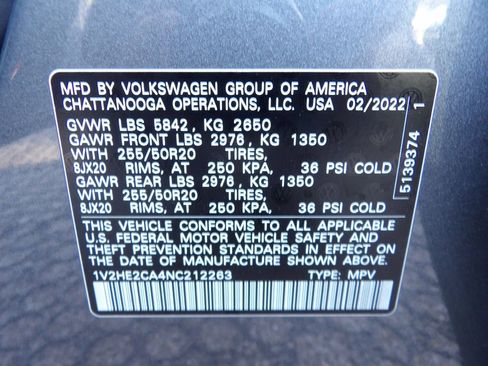 MFD BY VOLKSWAGEN GROUP OF AMERICA
CHATTANOOGA OPERATIONS, LLC. USA 02/2022
GVWR LBS 5842, KG 2650
GAWR FRONT LBS 2976, KG 1350
WITH 255/50R20 TIRES,
8JX20 RIMS, AT 250 KPA, 36 PSI COLD
GAWR REAR LBS 2976, KG 1350
WITH 255/50R20 TIRES,
8JX20 RIMS, AT 250 KPA, 36 PSI COLD
THIS VEHICLE CONFORMS TO ALL APPLICABLE
U.S. FEDERAL MOTOR VEHICLE SAFETY AND
THEFT PREVENTION STANDARDS IN EFFECT ON
THE DATE OF MANUFACTURE SHOWN ABOVE.
1V2HE2CA4NC212263 TYPE: MPV
5139374 1